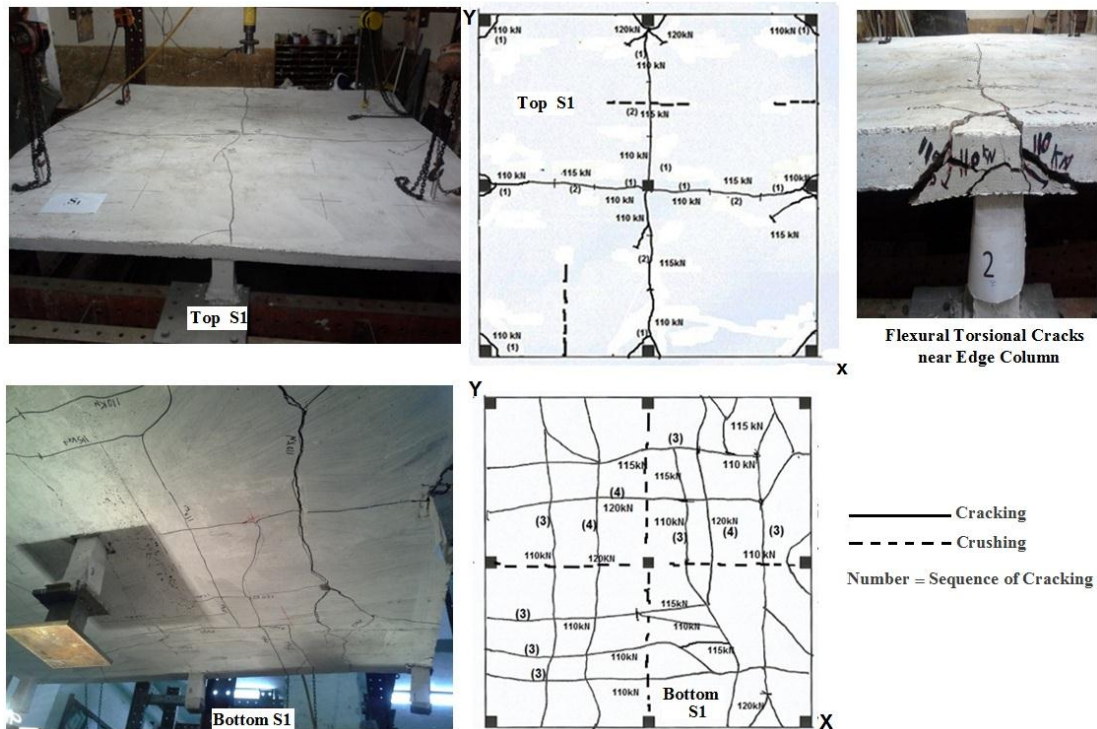 S1
Top S1
Y
110 kN
(1)
120kN
120kN
110kN
(1)
(1)
110 kN
Top S1
(2)
115 kN
110 kN
(1)
110kN
(1)
115 kN
(2)
(1)
110 kN
(1)
110 kN
115 kN
(2)
(1)
110kN
110 kN
115 kN
(2)
115kN
110 kN
(1)
110 kN
(1)
110 kN
(1)
x
110 kN
110 KN
2
Flexural Torsional Cracks
near Edge Column
110KN
Bottom S1
Y
115 kN
(3)
115kN
115kN
110 kN
(4)
120kN
(3)
(4)
110kN
(3)
120kN
(4)
(3)
110kN
120KN
110 kN
(3)
110kN
115kN
110kN
(3)
110kN
115kN
(3)
110kN
Bottom
S1
120kN
X
Cracking
Crushing
Number = Sequence of Cracking